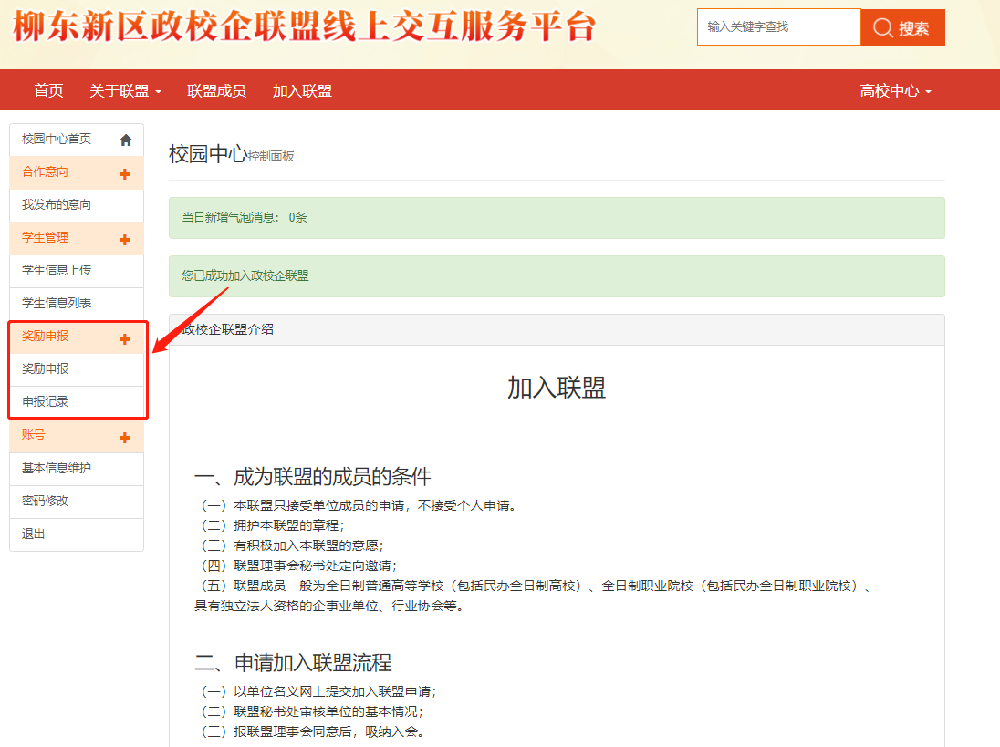 柳东新区政校企联盟线上交互服务平台
输入关键字查找
搜索
首页 关于联盟 联盟成员 加入联盟 高校中心
校园中心首页
合作意向
我发布的意向
学生管理
学生信息上传
学生信息列表
奖励申报
奖励申报
申报记录
账号
基本信息维护
密码修改
退出
校园中心控制面板
当日新增气泡消息： 0条
您已成功加入政校企联盟
政校企联盟介绍
加入联盟
一、成为联盟的成员的条件
（一）本联盟只接受单位成员的申请，不接受个人申请。
（二）拥护本联盟的章程；
（三）有积极加入本联盟的意愿；
（四）联盟理事会秘书处定向邀请；
（五）联盟成员一般为全日制普通高等学校（包括民办全日制高校）、全日制职业院校（包括民办全日制职业院校）、
具有独立法人资格的企事业单位、行业协会等。
二、申请加入联盟流程
（一）以单位名义网上提交加入联盟申请；
（二）联盟秘书处审核单位的基本情况；
（三）报联盟理事会同意后，吸纳入会。